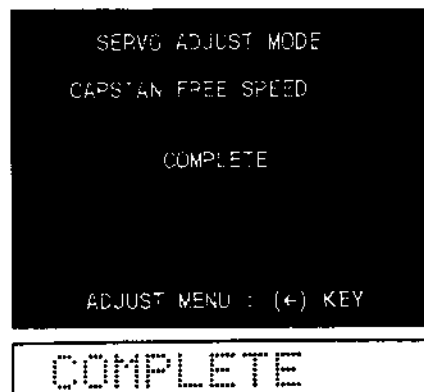 SERVO ADJUST MODE
CAPSTAN FREE SPEED
COMPLETE
ADJUST MENU : (←) KEY
COMPLETE